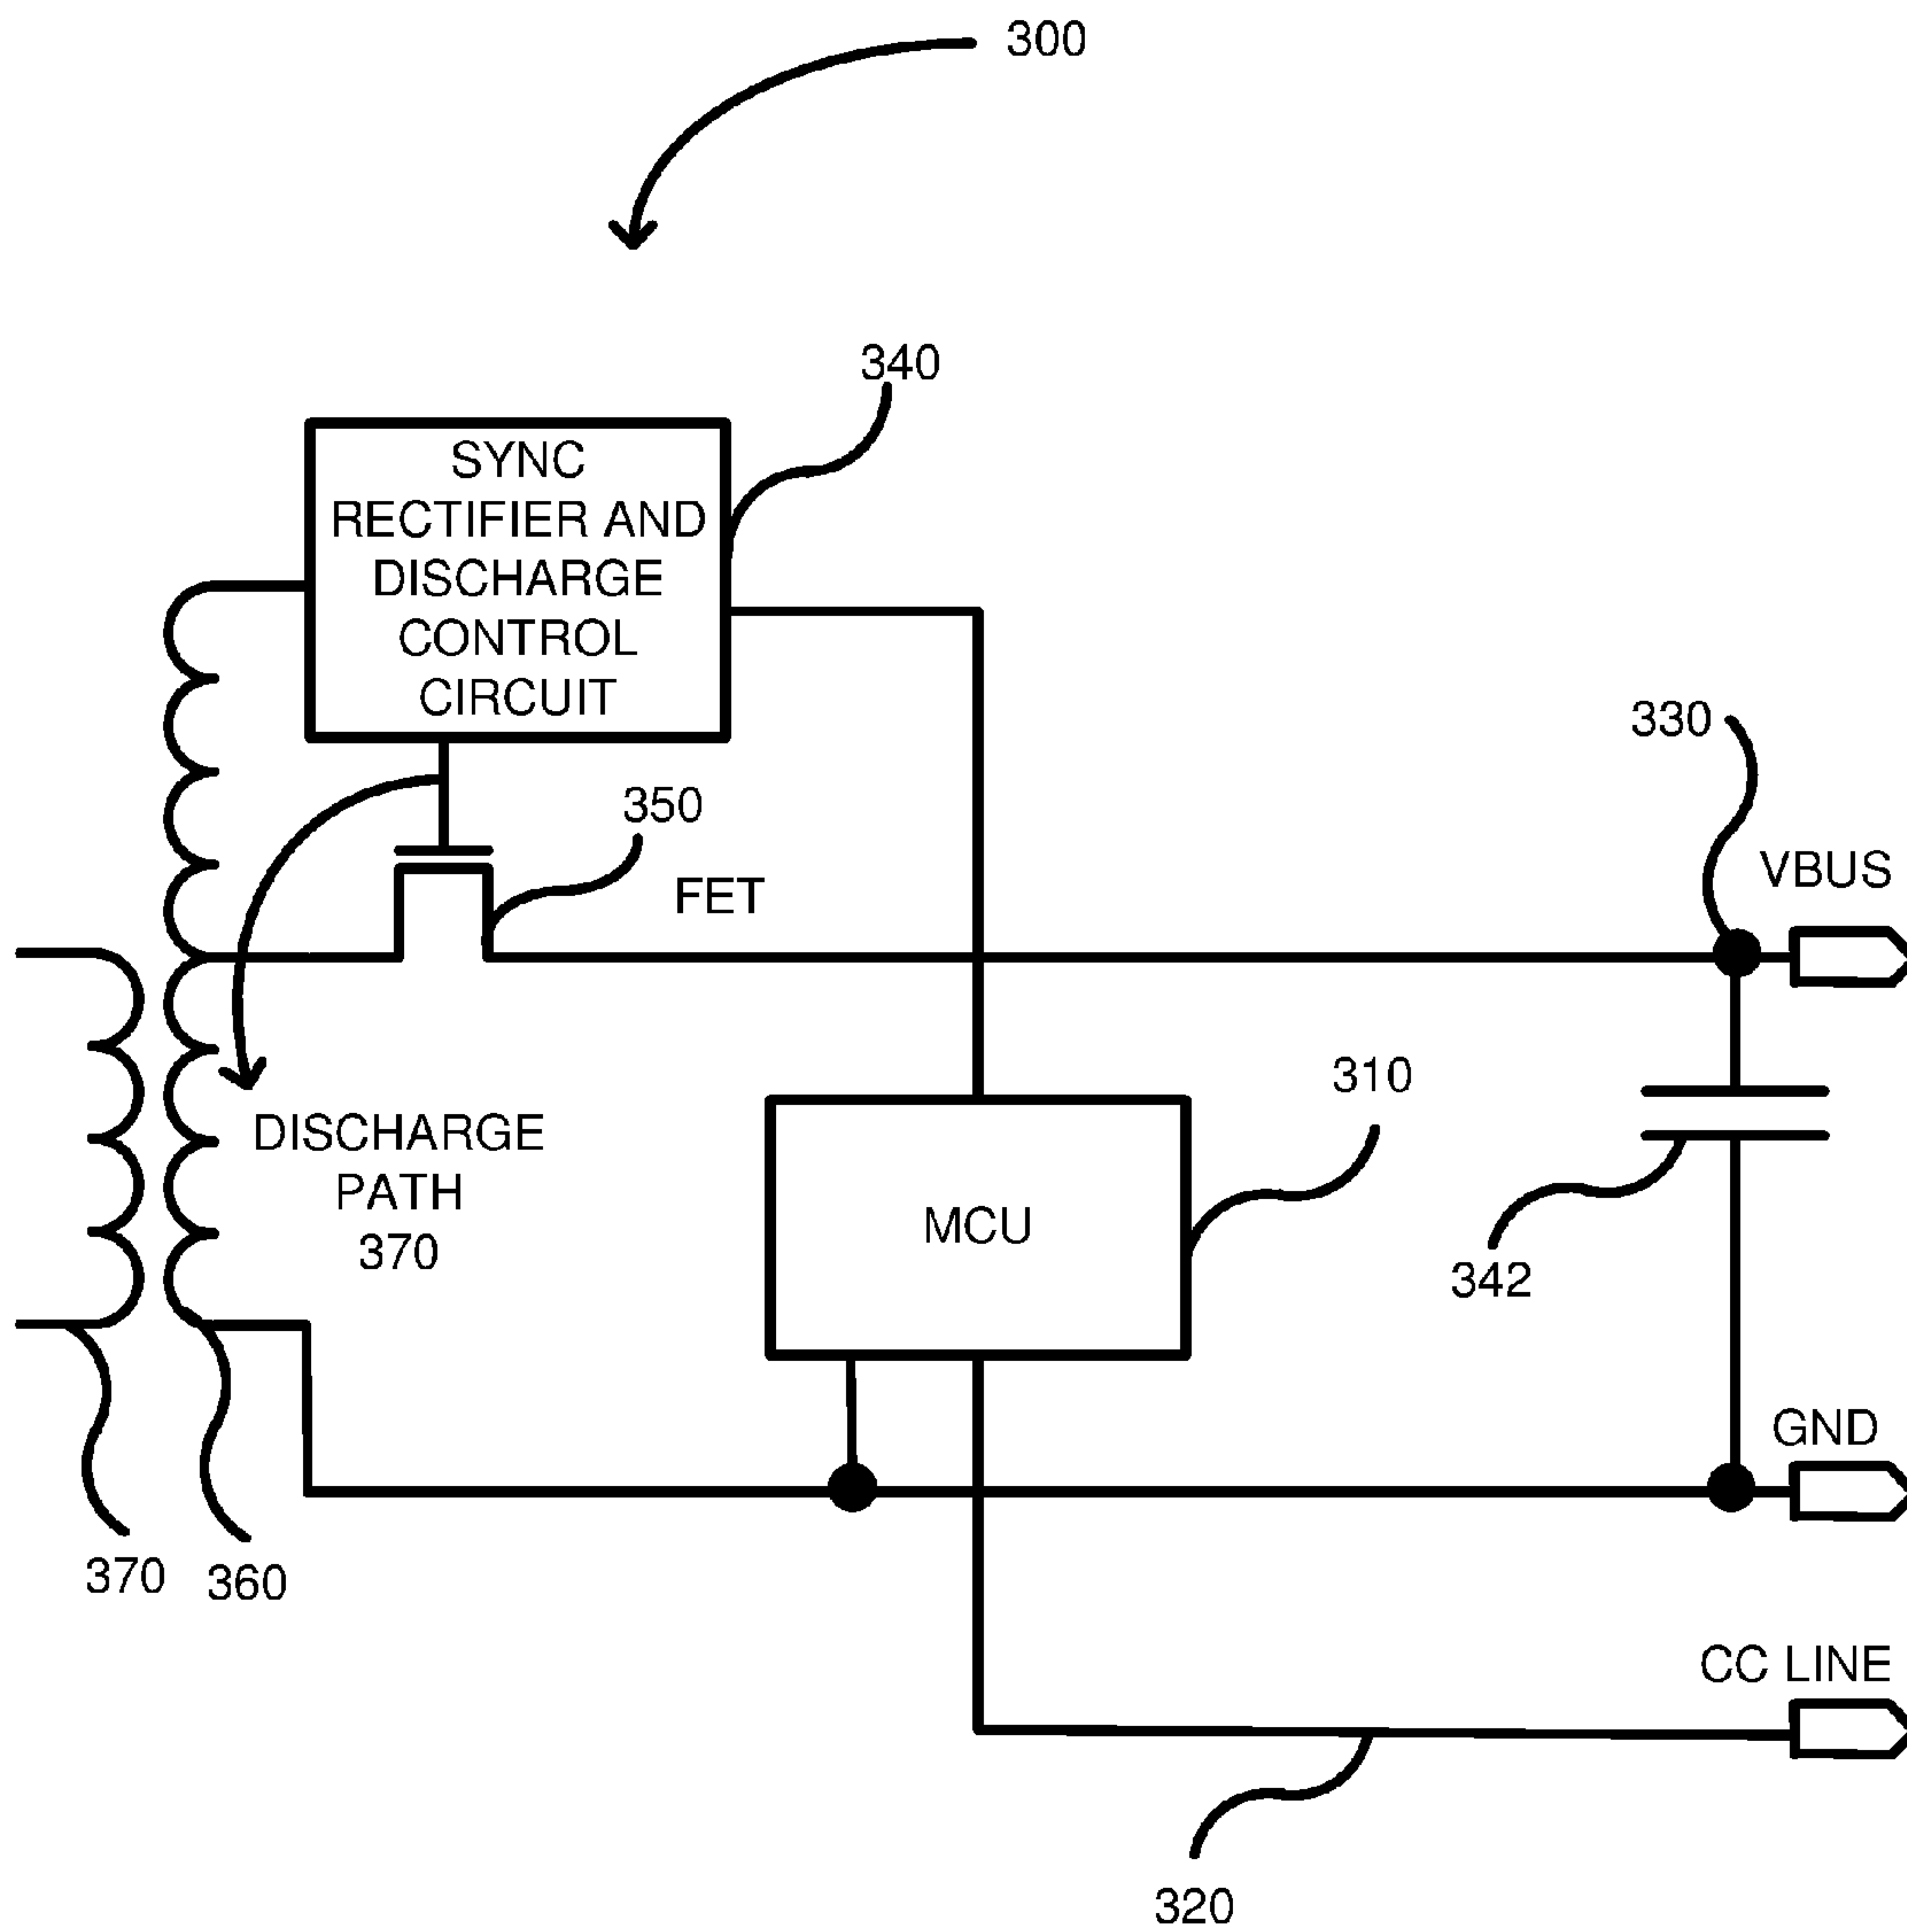 300
340
SYNC
RECTIFIER AND
DISCHARGE
CONTROL
CIRCUIT
330
350
VBUS
FET
310
DISCHARGE
PATH
370
MCU
342
GND
370
360
CC LINE
320